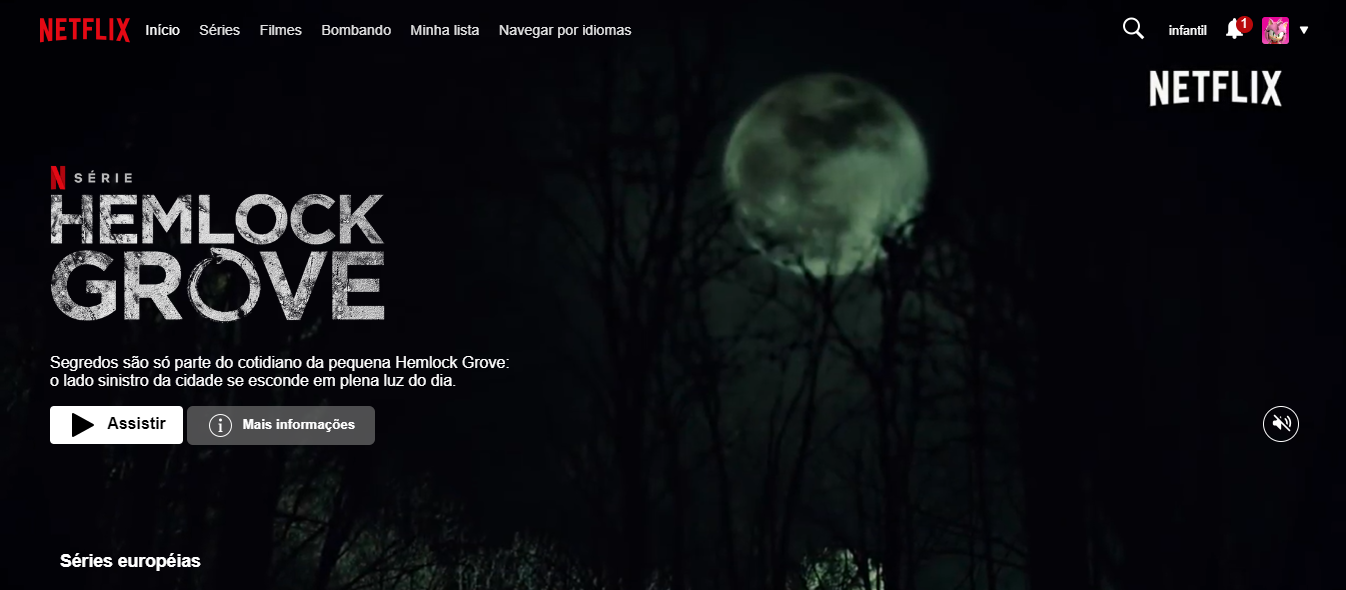 NETFLIX Início Séries Filmes Bombando Minha lista Navegar por idiomas infantil 1
NETFLIX
N SÉRIE
HEMLOCK
GROVE
Segredos são só parte do cotidiano da pequena Hemlock Grove:
o lado sinistro da cidade se esconde em plena luz do dia.
Assistir Mais informações
Séries européias